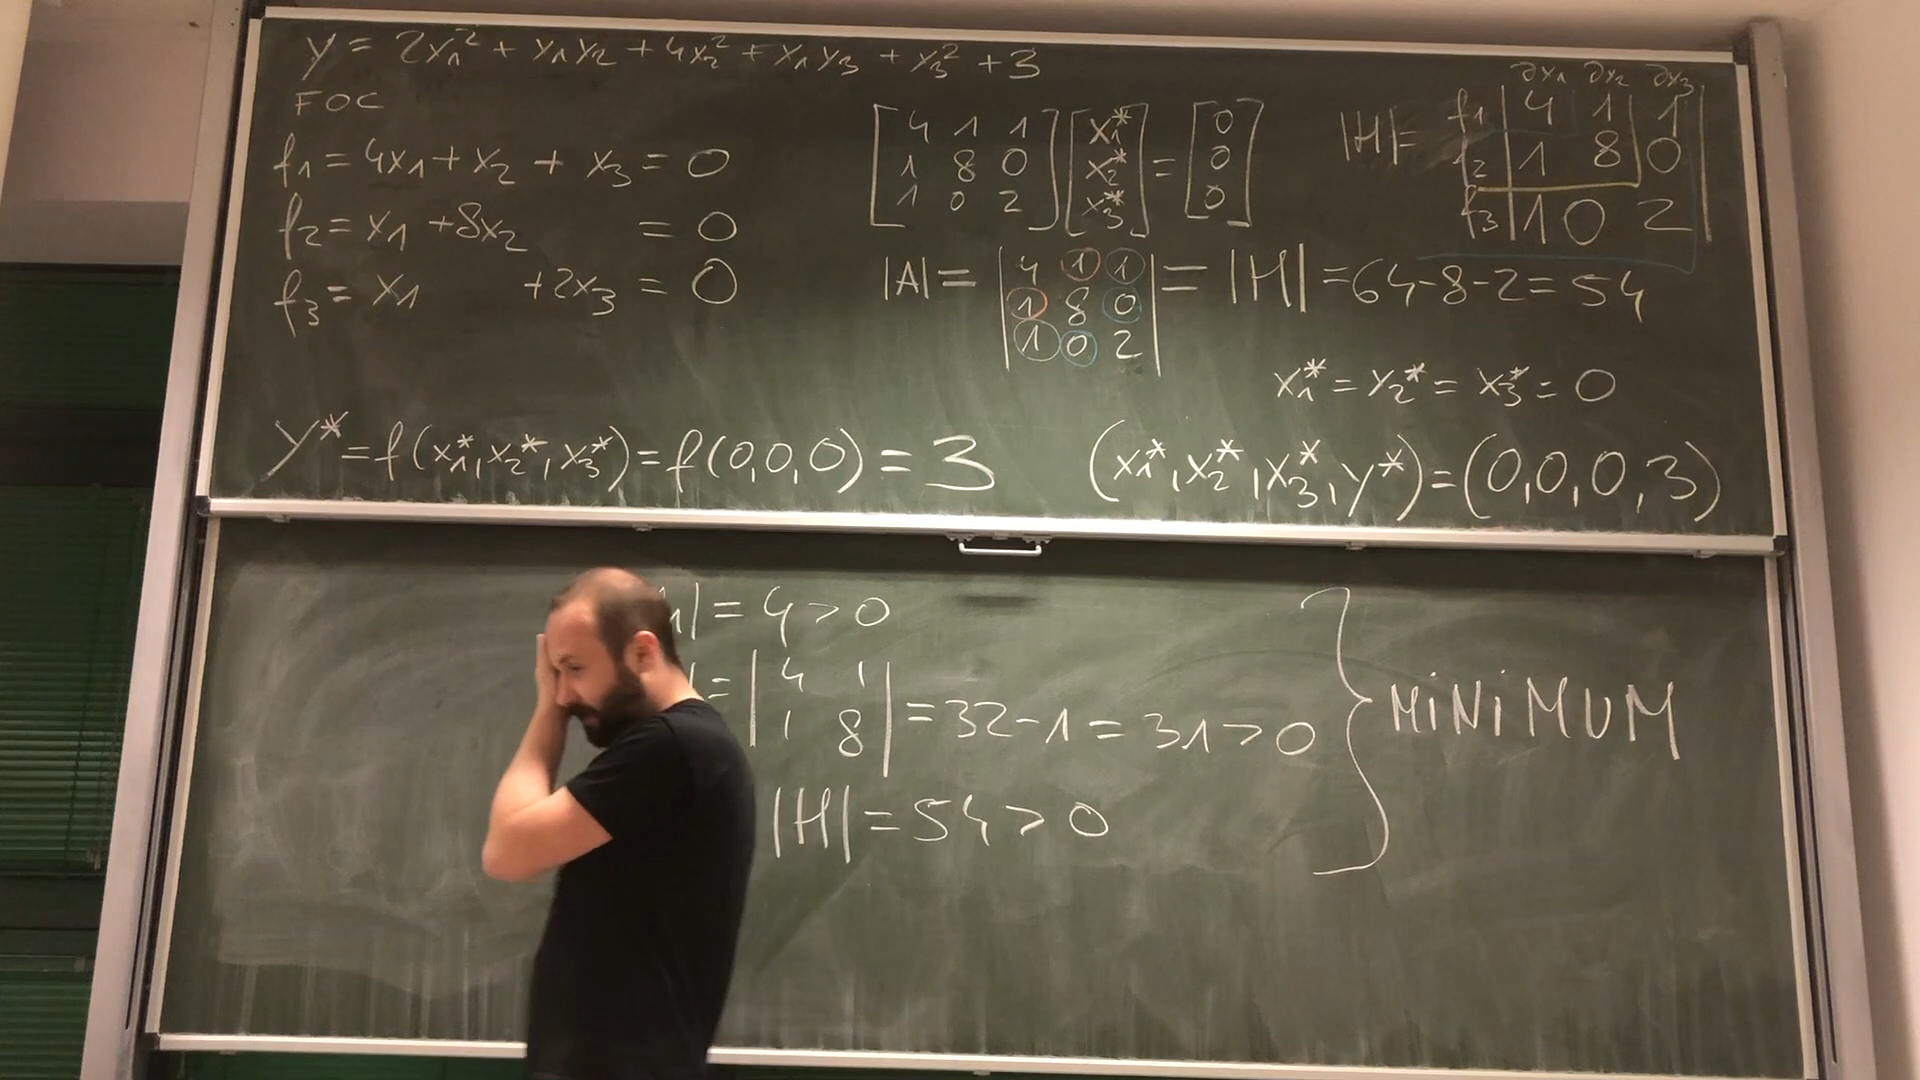 y = 2x₁² + x₁x₂ + 4x₂² + x₁x₃ + x₃² + 3
FOC
f₁ = 4x₁ + x₂ + x₃ = 0
f₂ = x₁ + 8x₂ = 0
f₃ = x₁ + 2x₃ = 0
[4 1 1] [x₁*] [0]
[1 8 0] [x₂*] = [0]
[1 0 2] [x₃*] [0]
∂x₁ ∂x₂ ∂x₃
f₁ | 4 1 1 |
|H| = f₂ | 1 8 0 |
f₃ | 1 0 2 |
| 4 1 1 |
|A| = | 1 8 0 | = |H| = 64-8-2 = 54
| 1 0 2 |
x₁* = x₂* = x₃* = 0
y* = f(x₁*, x₂*, x₃*) = f(0,0,0) = 3
(x₁*, x₂*, x₃*, y*) = (0,0,0,3)
| = 4 > 0
| 4 1 |
= | 1 8 | = 32-1 = 31 > 0
|H| = 54 > 0
} MiNiMUM